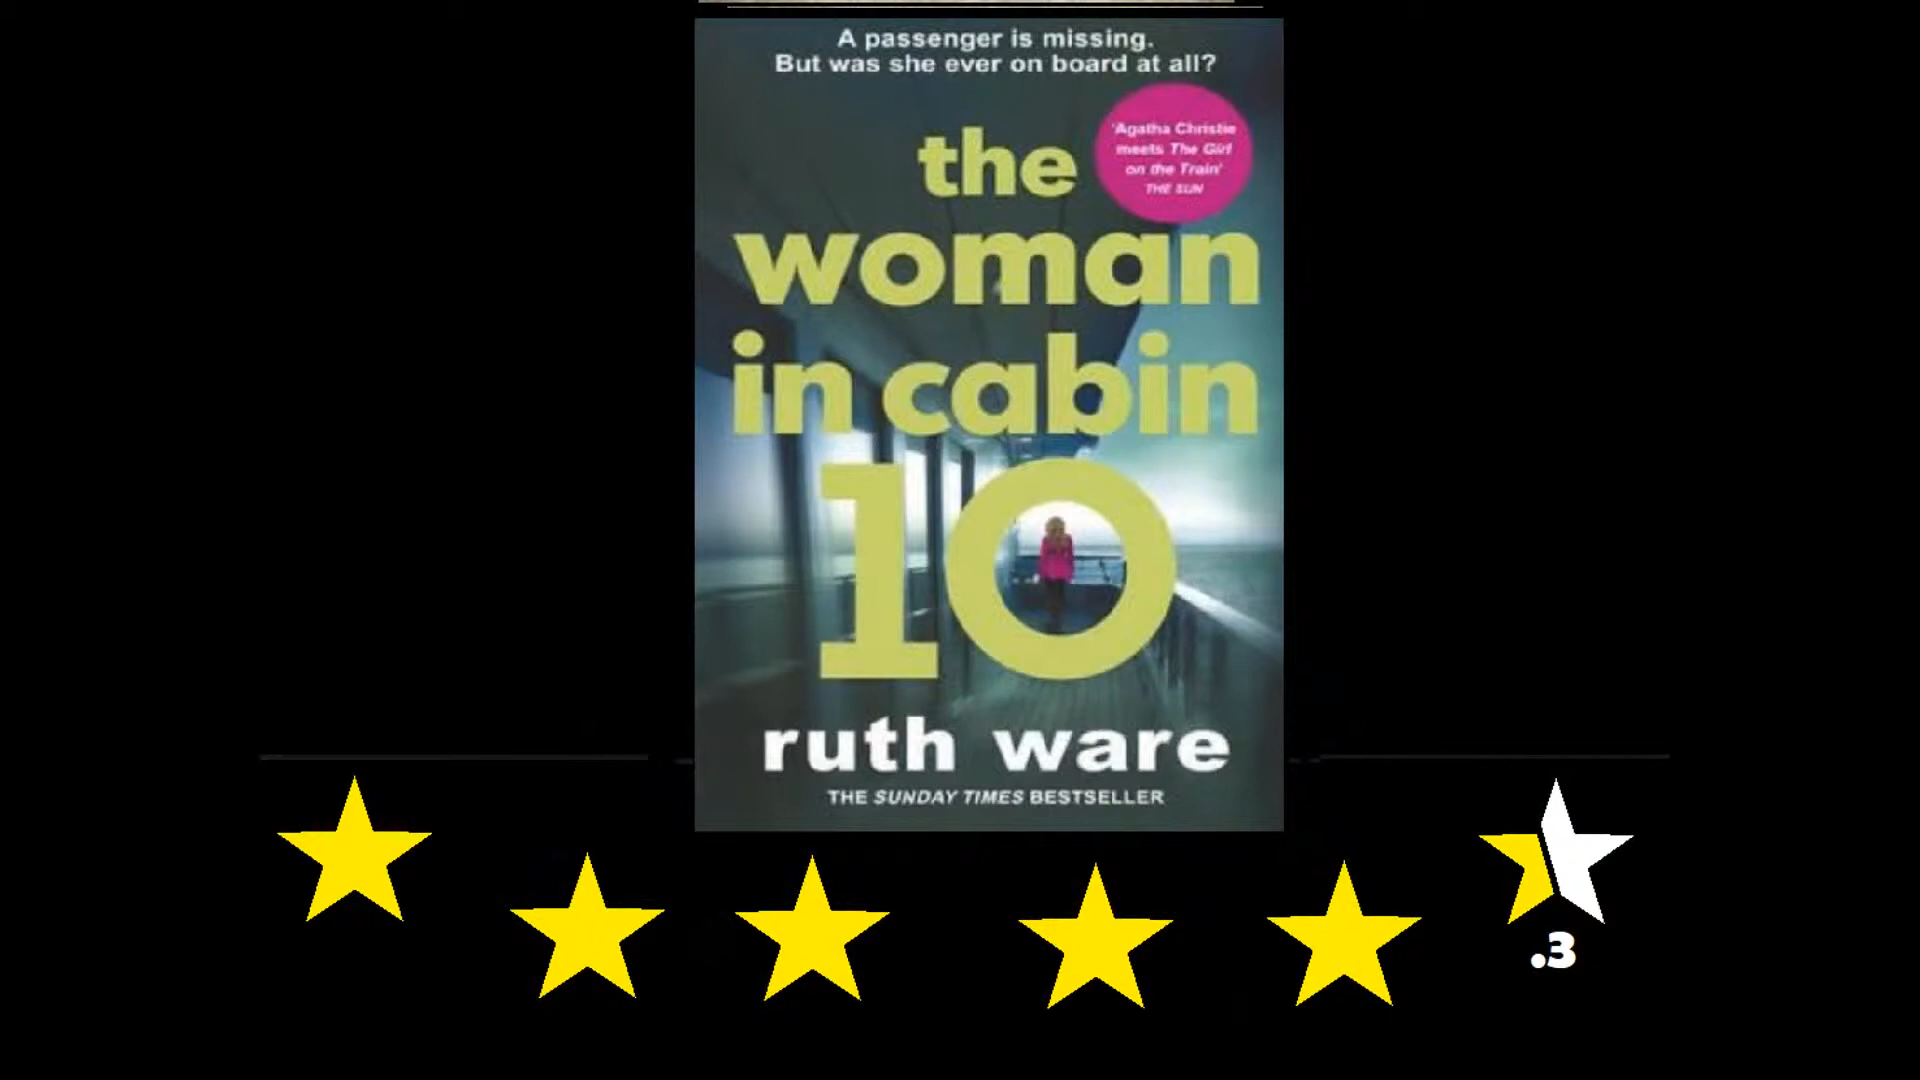 A passenger is missing.
But was she ever on board at all?
'Agatha Christie
meets The Girl
on the Train'
THE SUN
the
woman
in cabin
10
ruth ware
THE SUNDAY TIMES BESTSELLER
.3